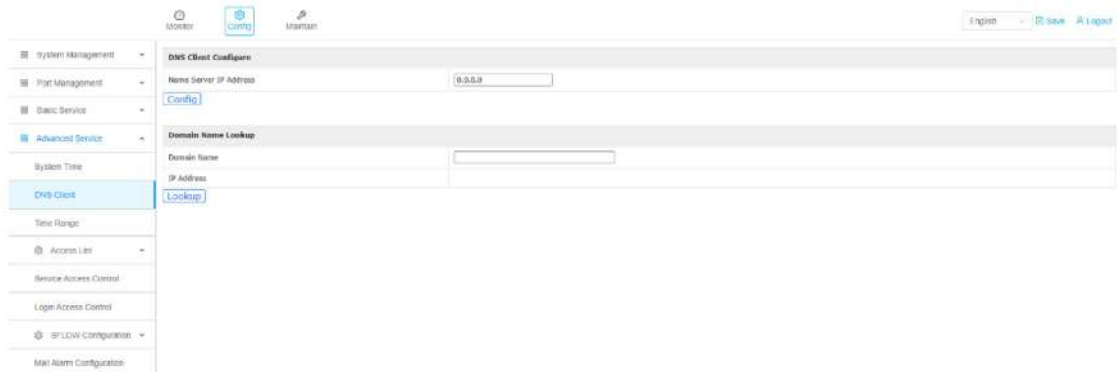 Monitor
Config
Maintain
English
Save
Logout
System Management
Port Management
Basic Service
Advanced Service
System Time
DNS Client
Time Range
Access List
Service Access Control
Login Access Control
SFLOW Configuration
Mail Alarm Configuration
DNS Client Configure
Name Server IP Address
0.0.0.0
Config
Domain Name Lookup
Domain Name
IP Address
Lookup